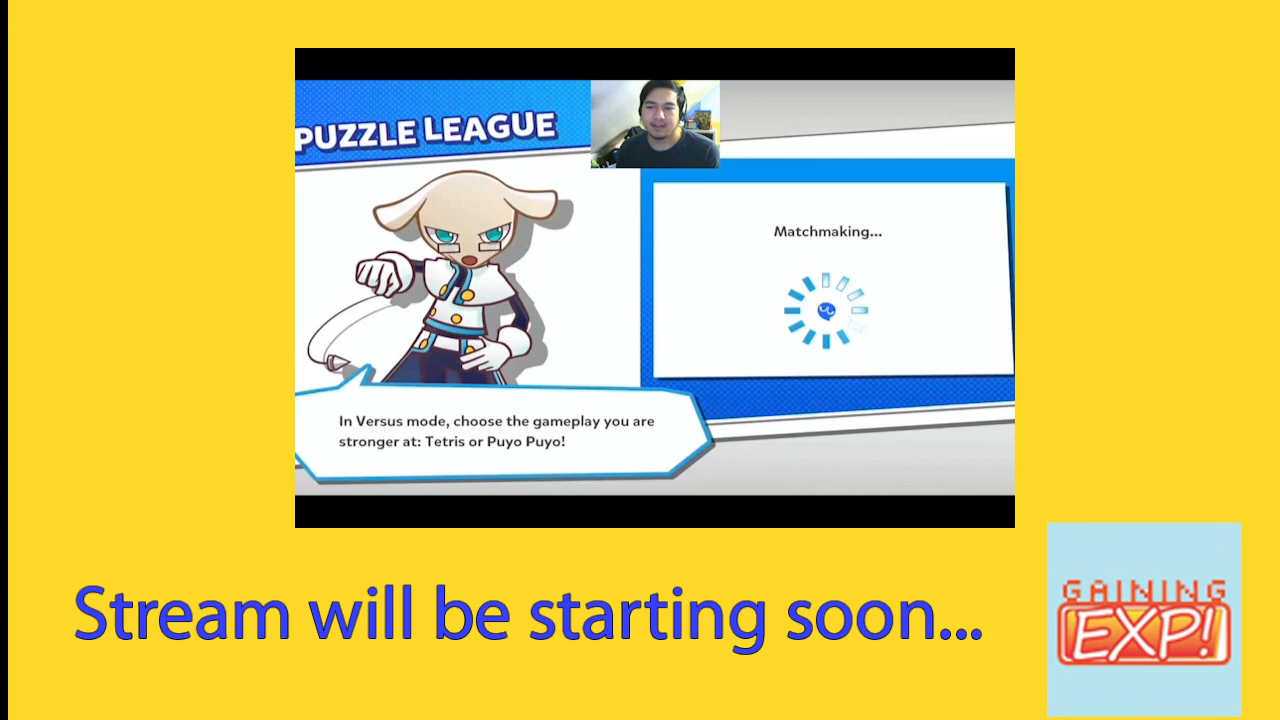 PUZZLE LEAGUE
Matchmaking...
In Versus mode, choose the gameplay you are
stronger at: Tetris or Puyo Puyo!
Stream will be starting soon...
GAINING
EXP!